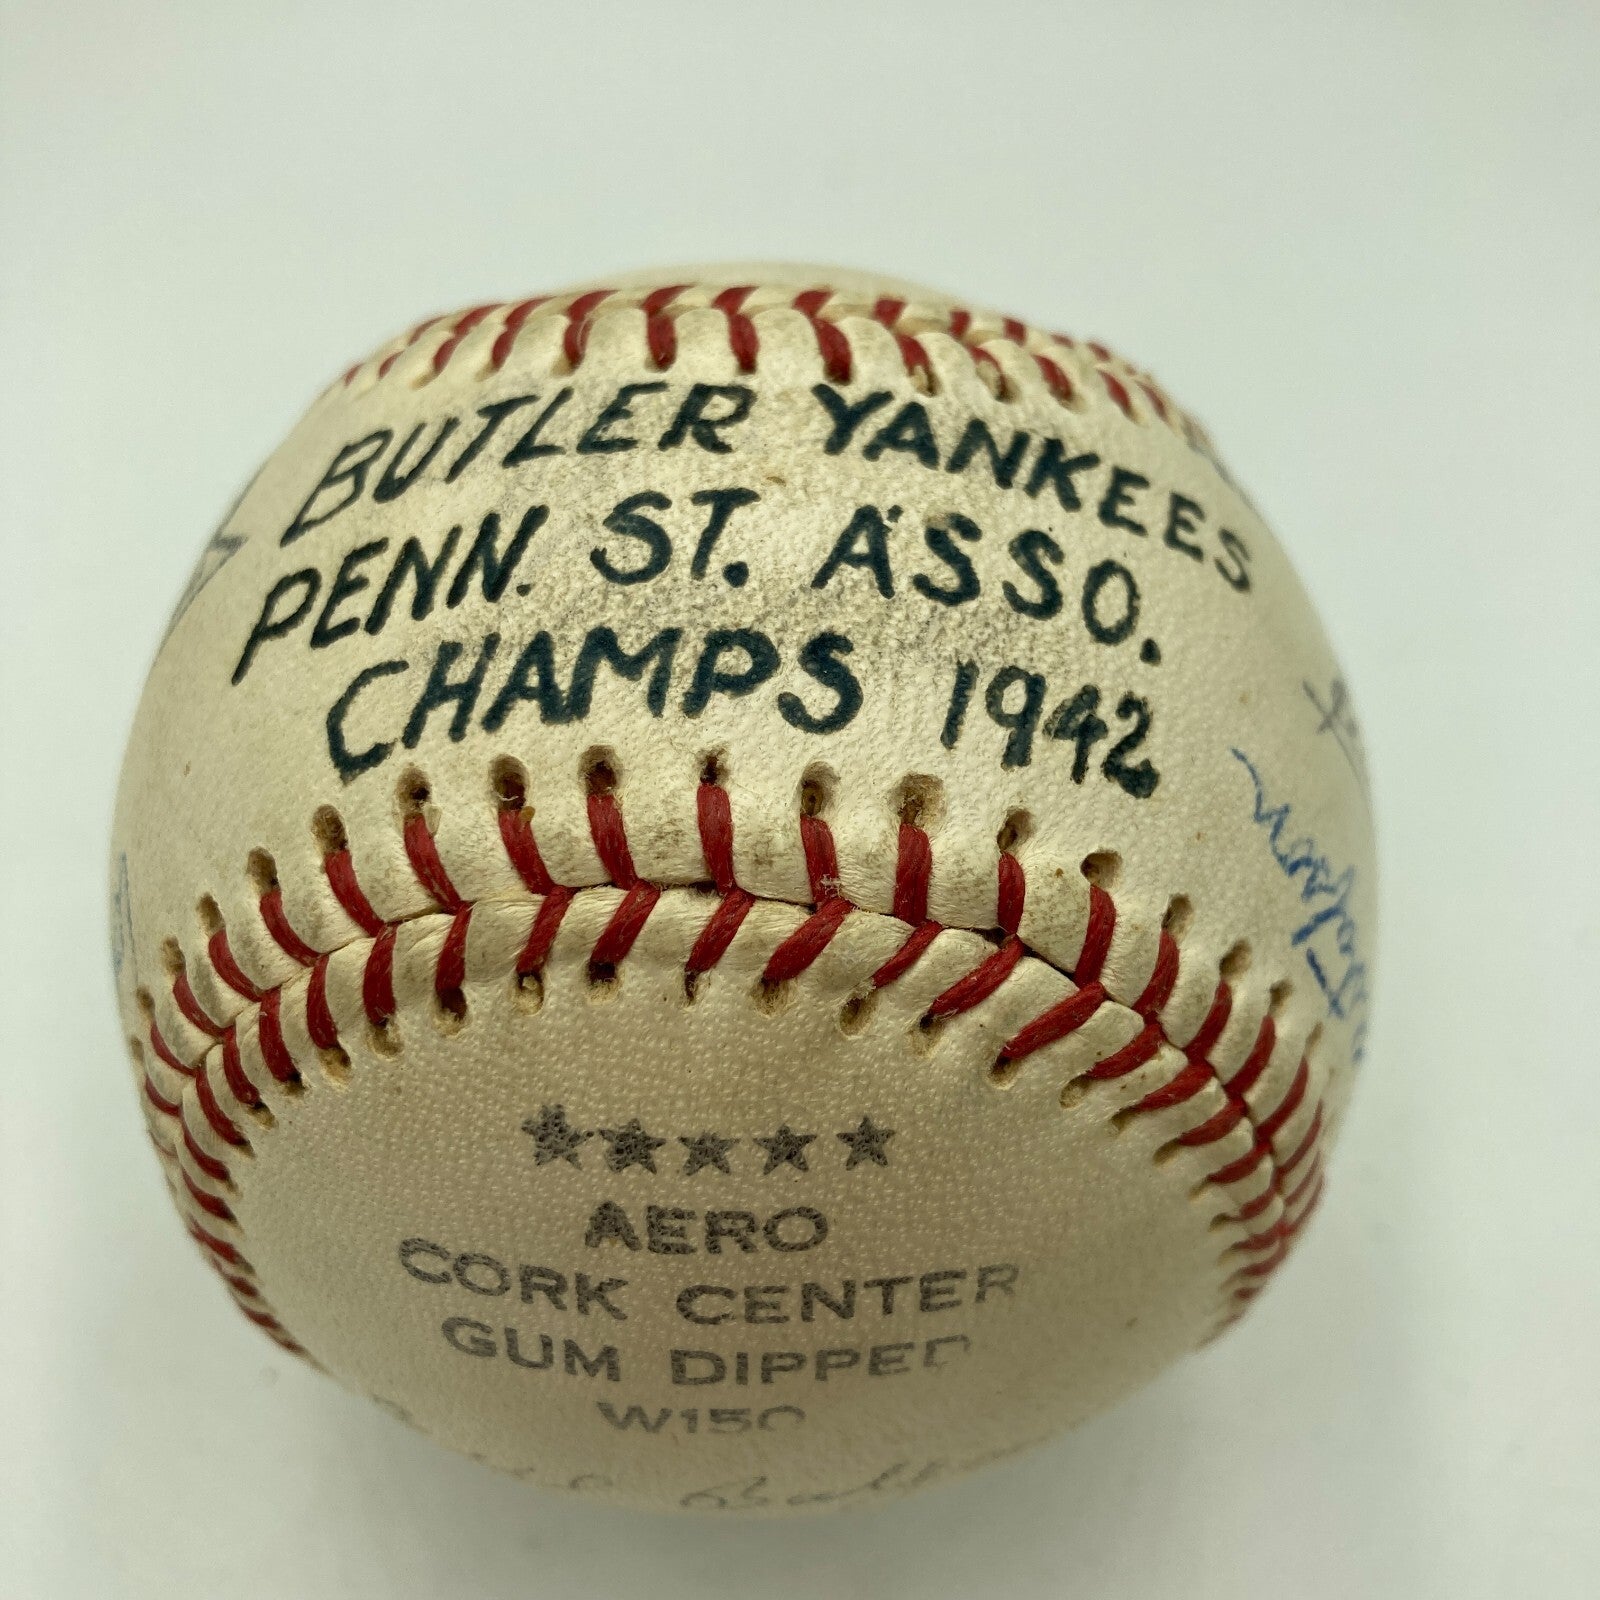 BUTLER YANKEES
PENN. ST. ASSO.
CHAMPS 1942
★★★★★
AERO
CORK CENTER
GUM DIPPED
W150